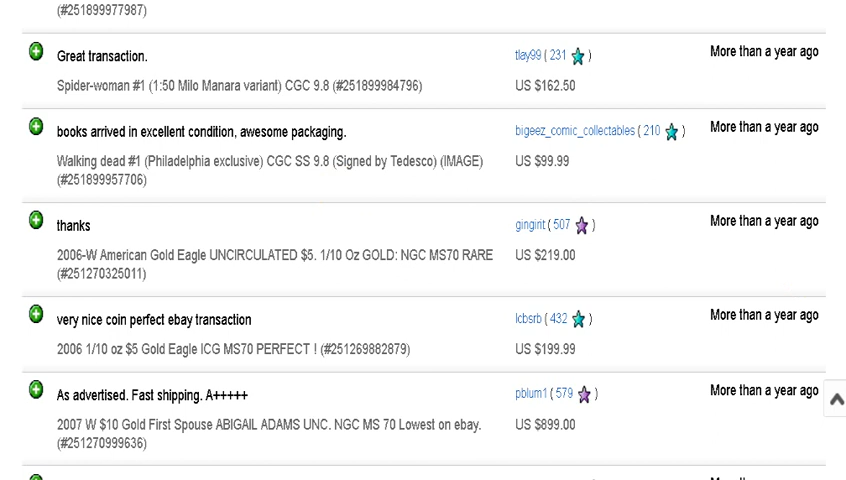 (#251899977987)
Great transaction. tlay99 ( 231 ) More than a year ago
Spider-woman #1 (1:50 Milo Manara variant) CGC 9.8 (#251899984796) US $162.50
books arrived in excellent condition, awesome packaging. bigeez_comic_collectables ( 210 ) More than a year ago
Walking dead #1 (Philadelphia exclusive) CGC SS 9.8 (Signed by Tedesco) (IMAGE) US $99.99
(#251899957706)
thanks gingirit ( 507 ) More than a year ago
2006-W American Gold Eagle UNCIRCULATED $5. 1/10 Oz GOLD: NGC MS70 RARE US $219.00
(#251270325011)
very nice coin perfect ebay transaction lcbsrb ( 432 ) More than a year ago
2006 1/10 oz $5 Gold Eagle ICG MS70 PERFECT ! (#251269882879) US $199.99
As advertised. Fast shipping. A+++++ pblum1 ( 579 ) More than a year ago
2007 W $10 Gold First Spouse ABIGAIL ADAMS UNC. NGC MS 70 Lowest on ebay. US $899.00
(#251270999636)